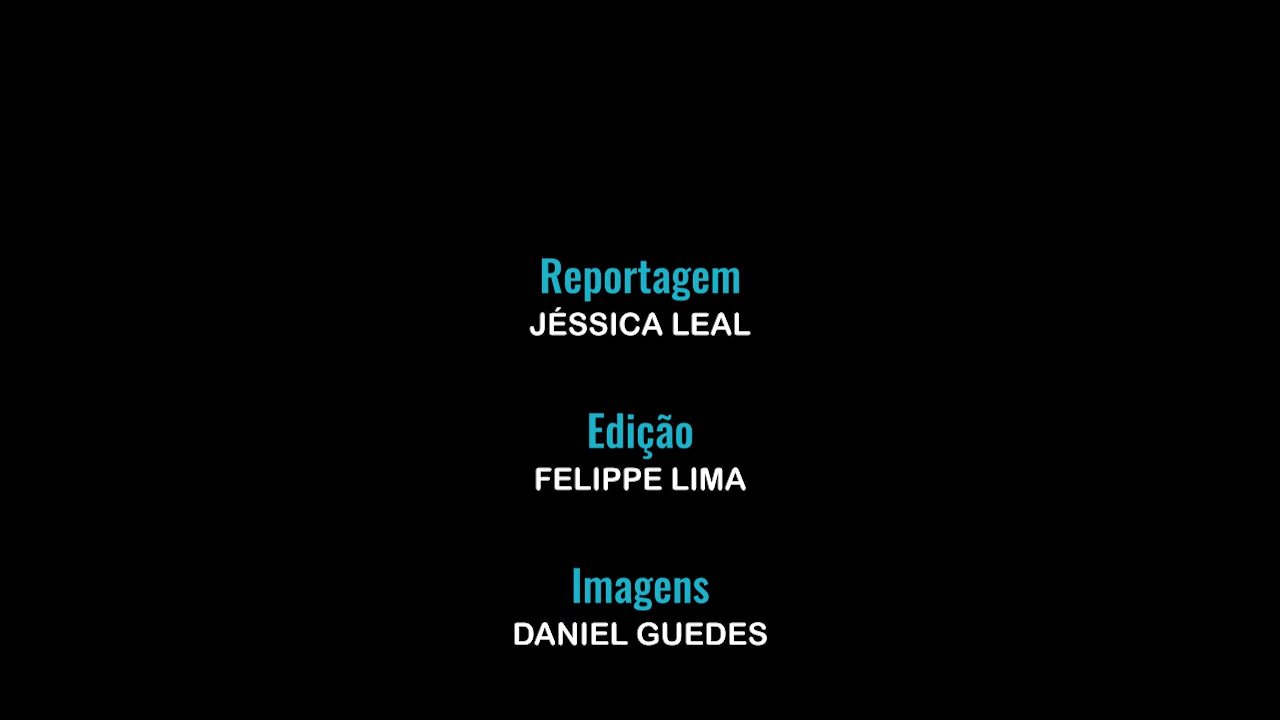 Reportagem
JÉSSICA LEAL
Edição
FELIPPE LIMA
Imagens
DANIEL GUEDES